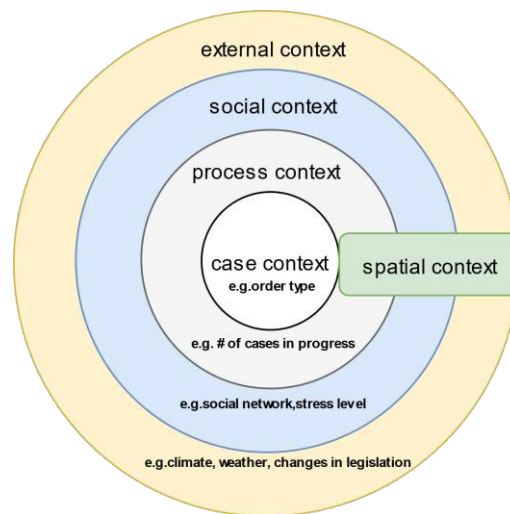 external context
social context
process context
case context
e.g.order type
spatial context
e.g. # of cases in progress
e.g.social network,stress level
e.g.climate, weather, changes in legislation